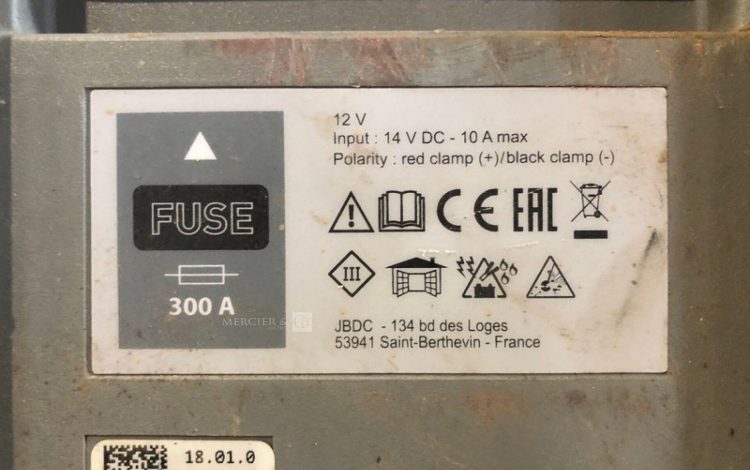 12 V
Input : 14 V DC - 10 A max
Polarity : red clamp (+)/black clamp (-)
FUSE
300 A
CE EAC
III
MERCIER &
JBDC - 134 bd des Loges
53941 Saint-Berthevin - France
18.01.0